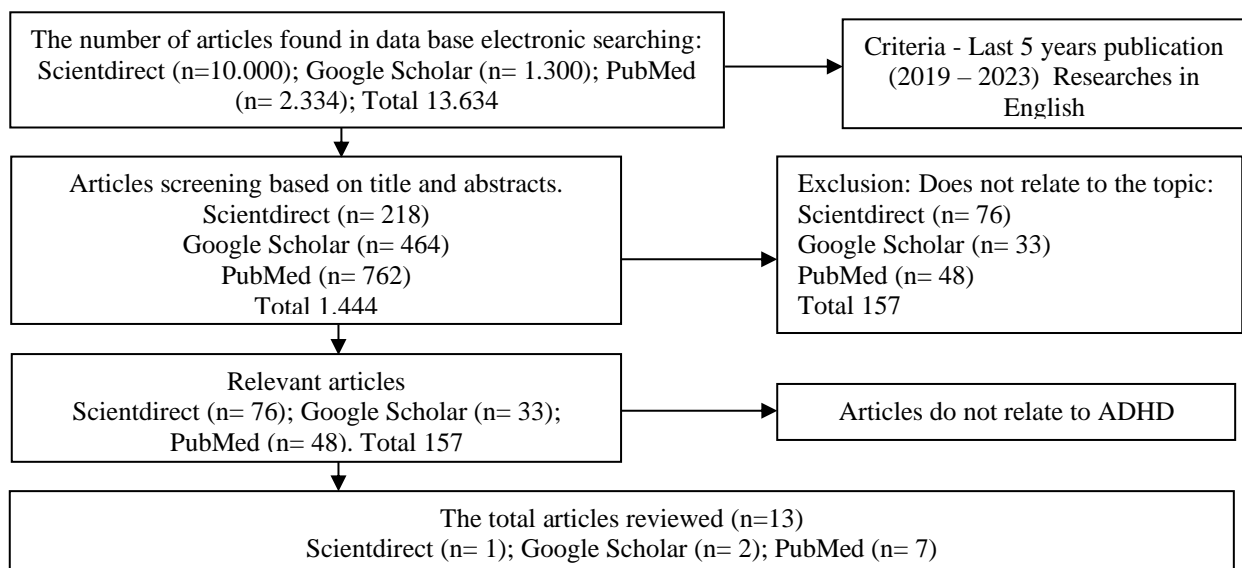 The number of articles found in data base electronic searching:
Scientdirect (n=10.000); Google Scholar (n= 1.300); PubMed
(n= 2.334); Total 13.634
Criteria - Last 5 years publication
(2019 – 2023)  Researches in
English
Articles screening based on title and abstracts.
Scientdirect (n= 218)
Google Scholar (n= 464)
PubMed (n= 762)
Total 1.444
Exclusion: Does not relate to the topic:
Scientdirect (n= 76)
Google Scholar (n= 33)
PubMed (n= 48)
Total 157
Relevant articles
Scientdirect (n= 76); Google Scholar (n= 33);
PubMed (n= 48). Total 157
Articles do not relate to ADHD
The total articles reviewed (n=13)
Scientdirect (n= 1); Google Scholar (n= 2); PubMed (n= 7)